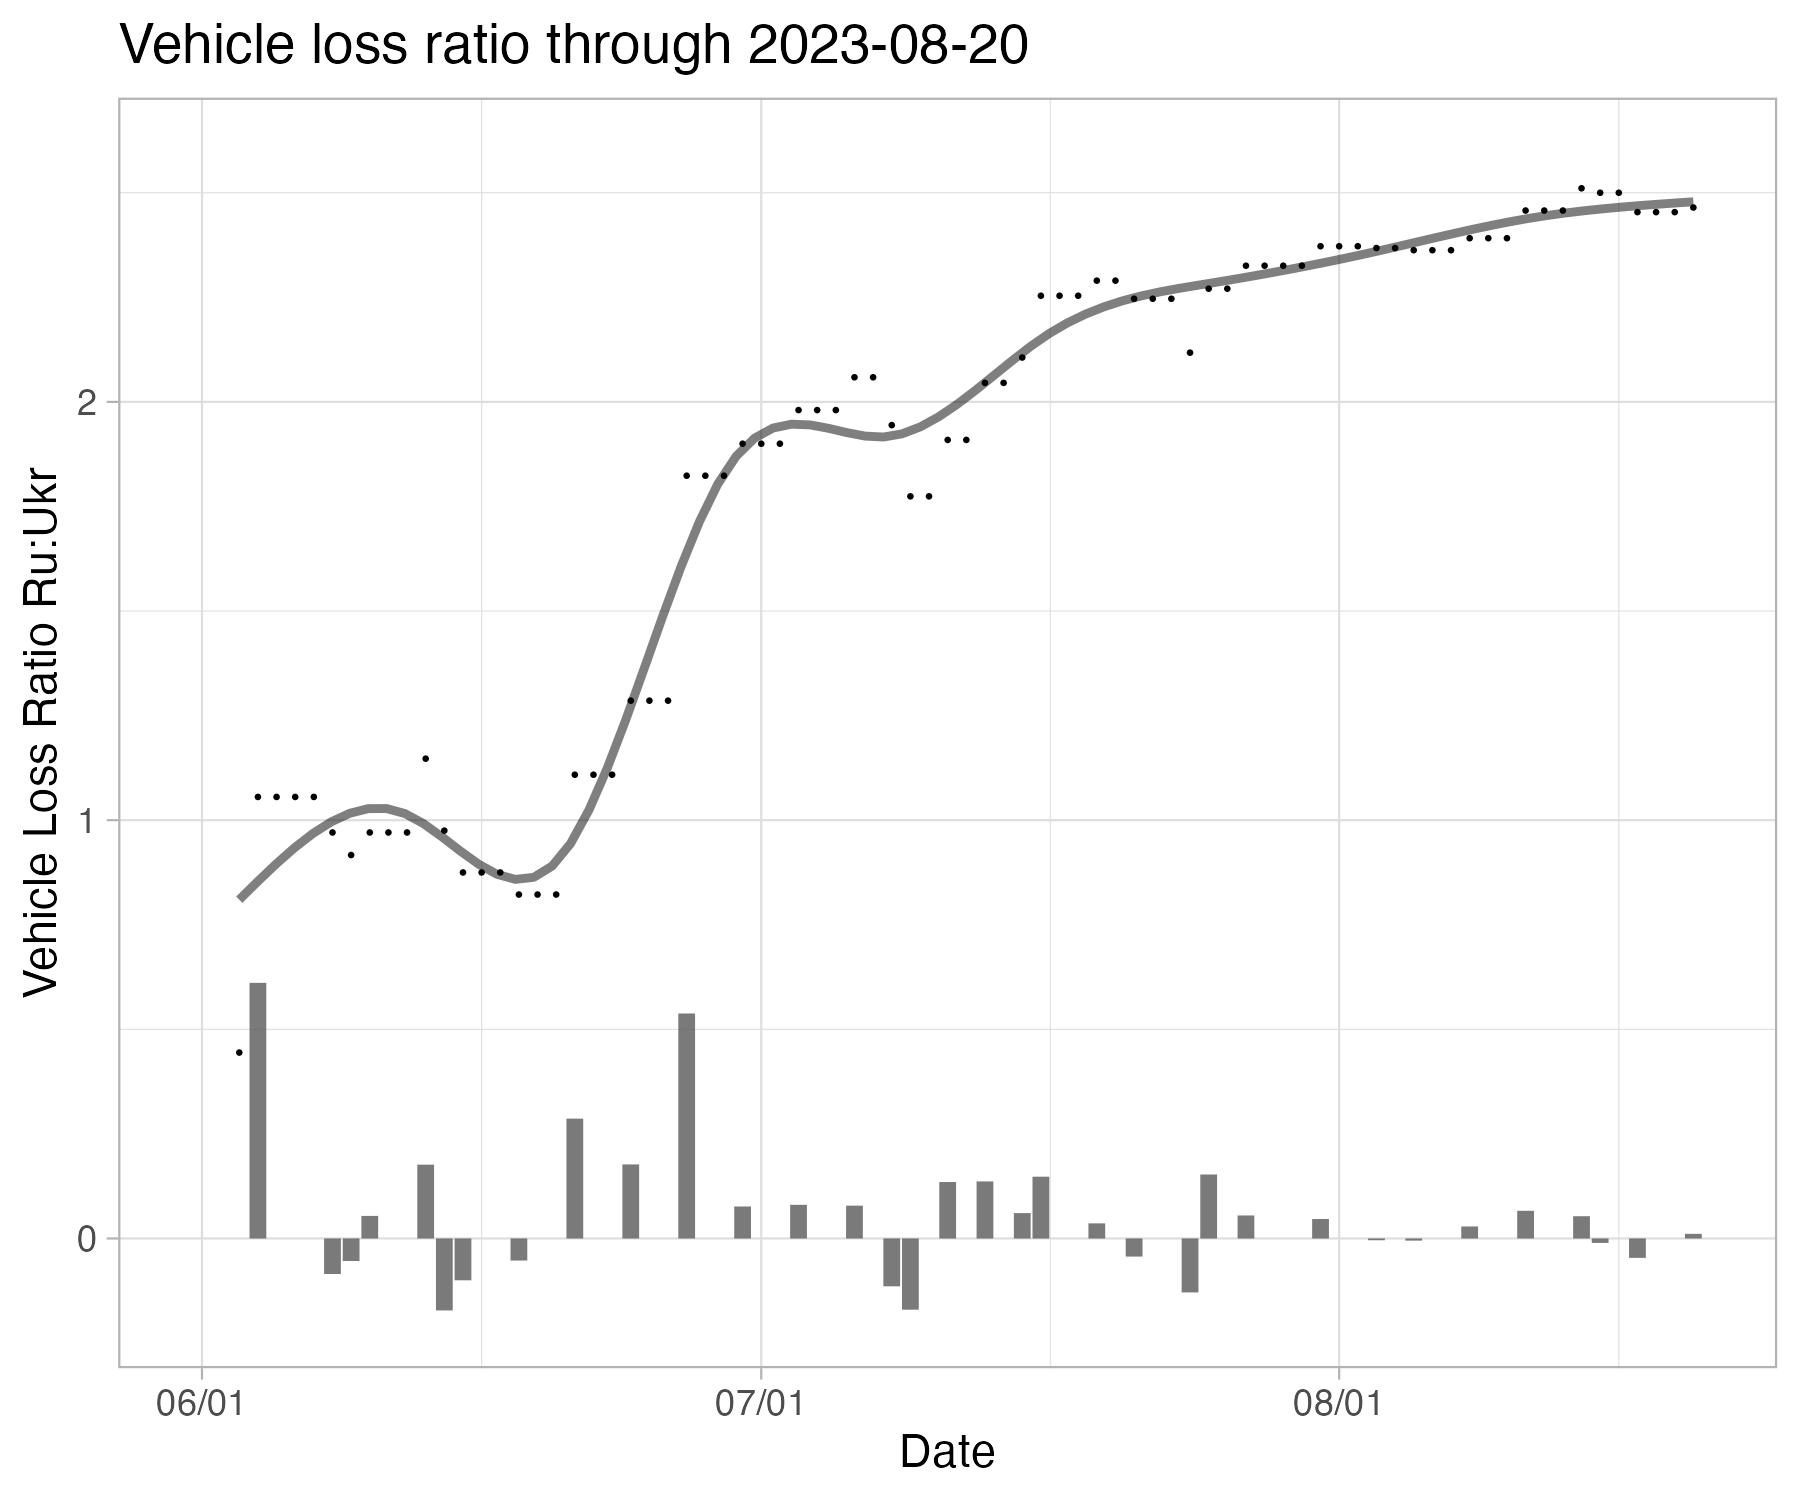 Vehicle loss ratio through 2023-08-20
Vehicle Loss Ratio Ru:Ukr
2
1
0
06/01
07/01
08/01
Date